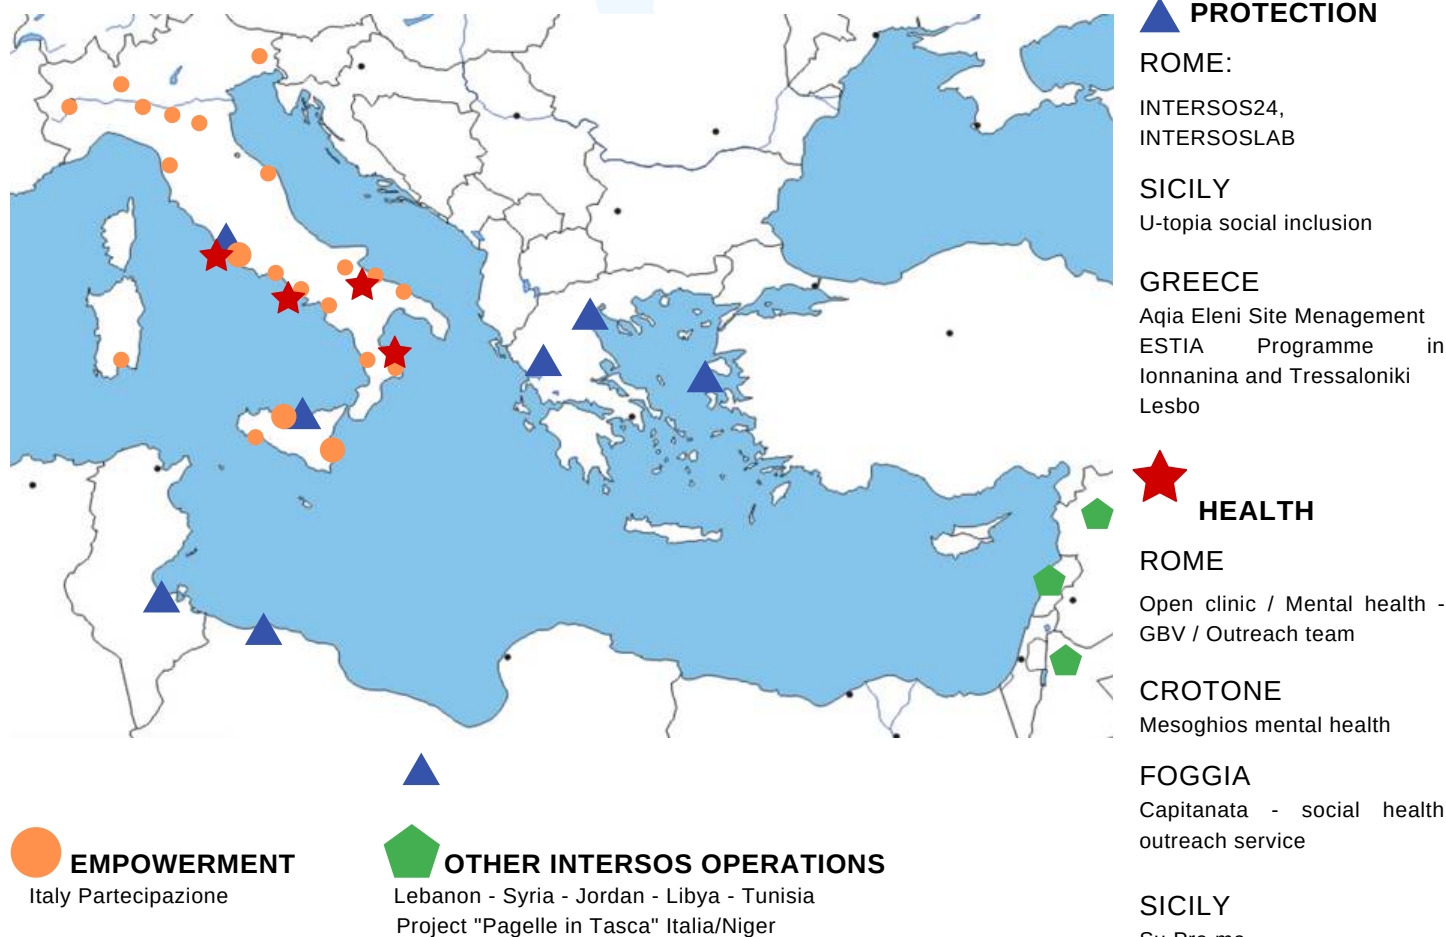 PROTECTION
ROME:
INTERSOS24,
INTERSOSLAB
SICILY
U-topia social inclusion
GREECE
Aqia Eleni Site Menagement
ESTIA Programme in
Ionnanina and Tressaloniki
Lesbo
HEALTH
ROME
Open clinic / Mental health -
GBV / Outreach team
CROTONE
Mesoghios mental health
FOGGIA
Capitanata - social health
outreach service
SICILY
EMPOWERMENT
Italy Partecipazione
OTHER INTERSOS OPERATIONS
Lebanon - Syria - Jordan - Libya - Tunisia
Project "Pagelle in Tasca" Italia/Niger